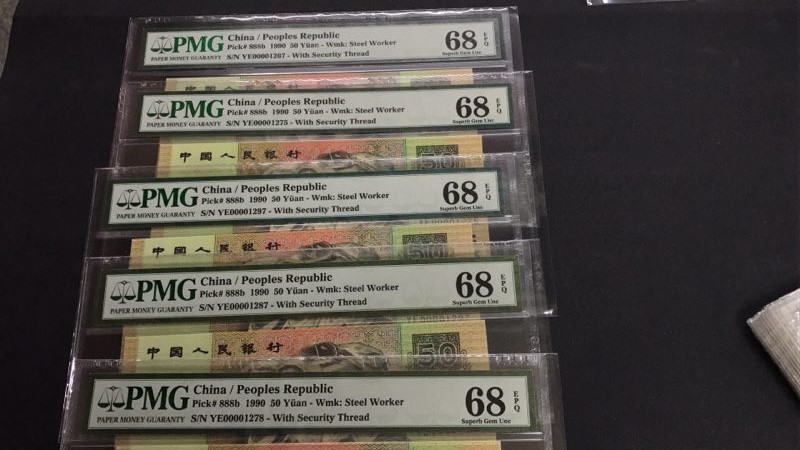 PMG
PAPER MONEY GUARANTY
China / Peoples Republic
Pick# 888b 1990 50 Yüan - Wmk: Steel Worker
S/N YE00001267 - With Security Thread
68 EPQ
Superb Gem Unc
PMG
PAPER MONEY GUARANTY
China / Peoples Republic
Pick# 888b 1990 50 Yüan - Wmk: Steel Worker
S/N YE00001275 - With Security Thread
68 EPQ
Superb Gem Unc
中国人民银行
50
PMG
PAPER MONEY GUARANTY
China / Peoples Republic
Pick# 888b 1990 50 Yüan - Wmk: Steel Worker
S/N YE00001297 - With Security Thread
68 EPQ
Superb Gem Unc
中国人民银行
50
PMG
PAPER MONEY GUARANTY
China / Peoples Republic
Pick# 888b 1990 50 Yüan - Wmk: Steel Worker
S/N YE00001287 - With Security Thread
68 EPQ
Superb Gem Unc
中国人民银行
50
PMG
PAPER MONEY GUARANTY
China / Peoples Republic
Pick# 888b 1990 50 Yüan - Wmk: Steel Worker
S/N YE00001278 - With Security Thread
68 EPQ
Superb Gem Unc